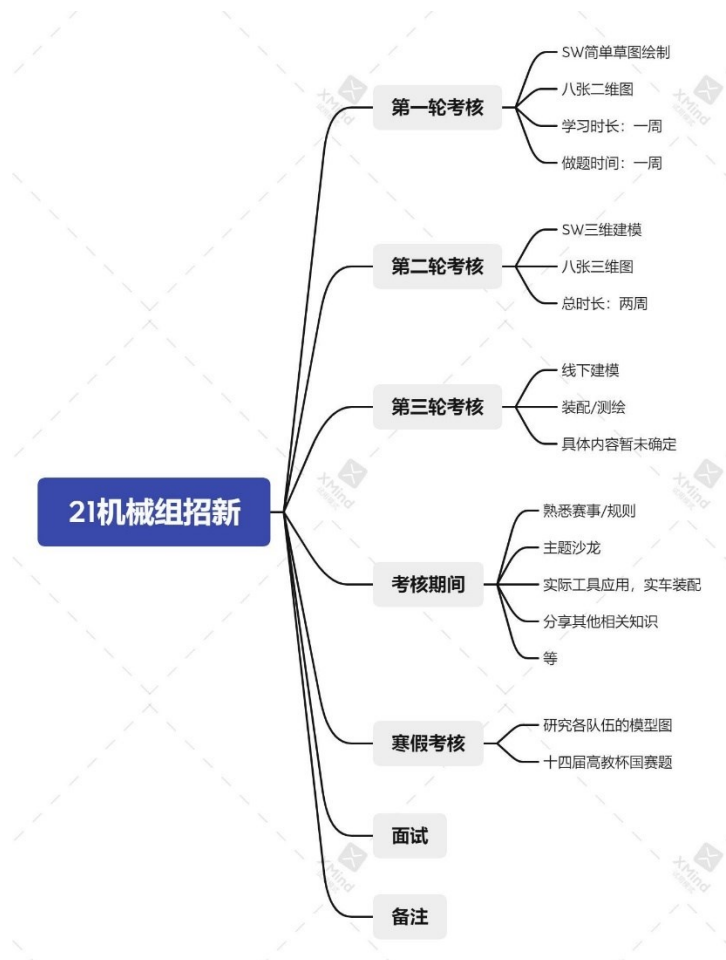 21机械组招新
第一轮考核
SW简单草图绘制
八张二维图
学习时长：一周
做题时间：一周
第二轮考核
SW三维建模
八张三维图
总时长：两周
第三轮考核
线下建模
装配/测绘
具体内容暂未确定
考核期间
熟悉赛事/规则
主题沙龙
实际工具应用，实车装配
分享其他相关知识
等
寒假考核
研究各队伍的模型图
十四届高教杯国赛题
面试
备注
XMind
XMind
XMind
XMind
XMind
XMind